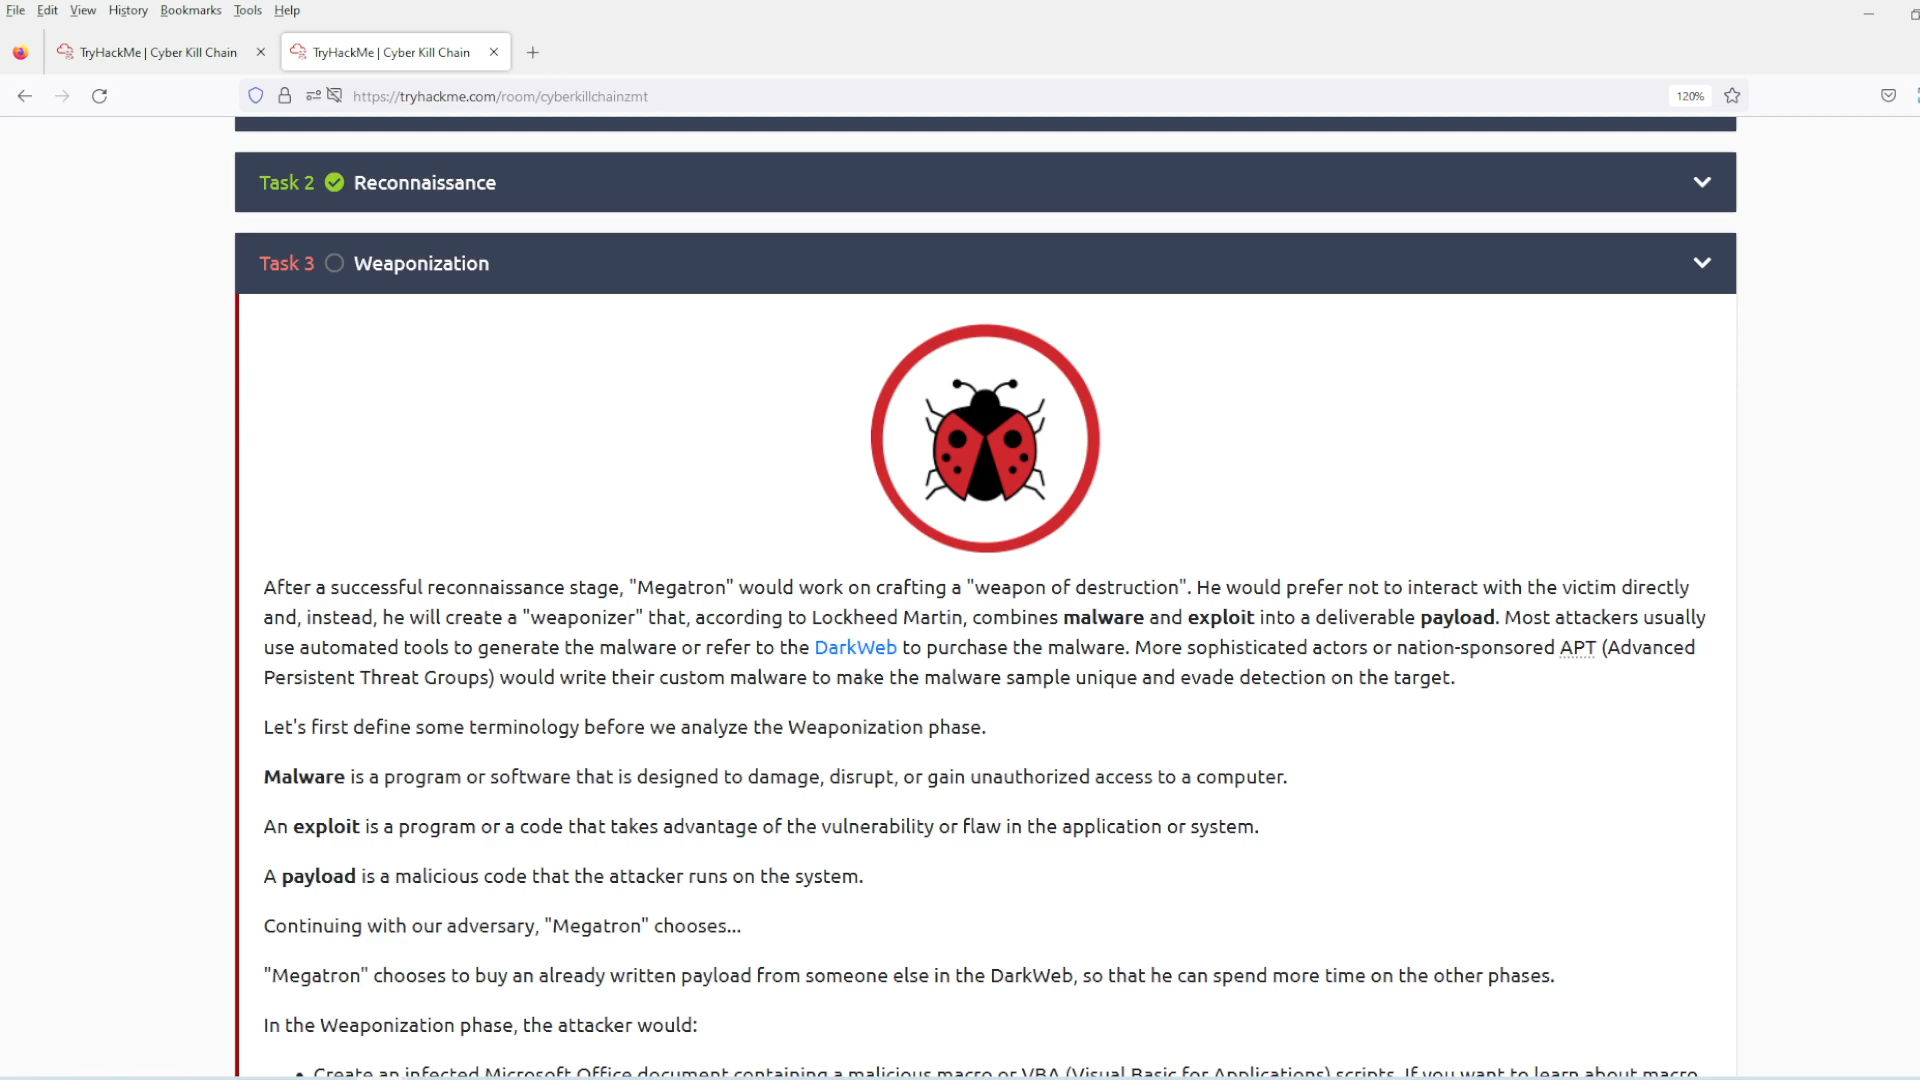 File Edit View History Bookmarks Tools Help
TryHackMe | Cyber Kill Chain
TryHackMe | Cyber Kill Chain
https://tryhackme.com/room/cyberkillchainzmt
120%
Task 2 Reconnaissance
Task 3 Weaponization
After a successful reconnaissance stage, "Megatron" would work on crafting a "weapon of destruction". He would prefer not to interact with the victim directly
and, instead, he will create a "weaponizer" that, according to Lockheed Martin, combines malware and exploit into a deliverable payload. Most attackers usually
use automated tools to generate the malware or refer to the DarkWeb to purchase the malware. More sophisticated actors or nation-sponsored APT (Advanced
Persistent Threat Groups) would write their custom malware to make the malware sample unique and evade detection on the target.
Let's first define some terminology before we analyze the Weaponization phase.
Malware is a program or software that is designed to damage, disrupt, or gain unauthorized access to a computer.
An exploit is a program or a code that takes advantage of the vulnerability or flaw in the application or system.
A payload is a malicious code that the attacker runs on the system.
Continuing with our adversary, "Megatron" chooses...
"Megatron" chooses to buy an already written payload from someone else in the DarkWeb, so that he can spend more time on the other phases.
In the Weaponization phase, the attacker would:
• Create an infected Microsoft Office document containing a malicious macro or VBA (Visual Basic for Applications) scripts. If you want to learn about macro